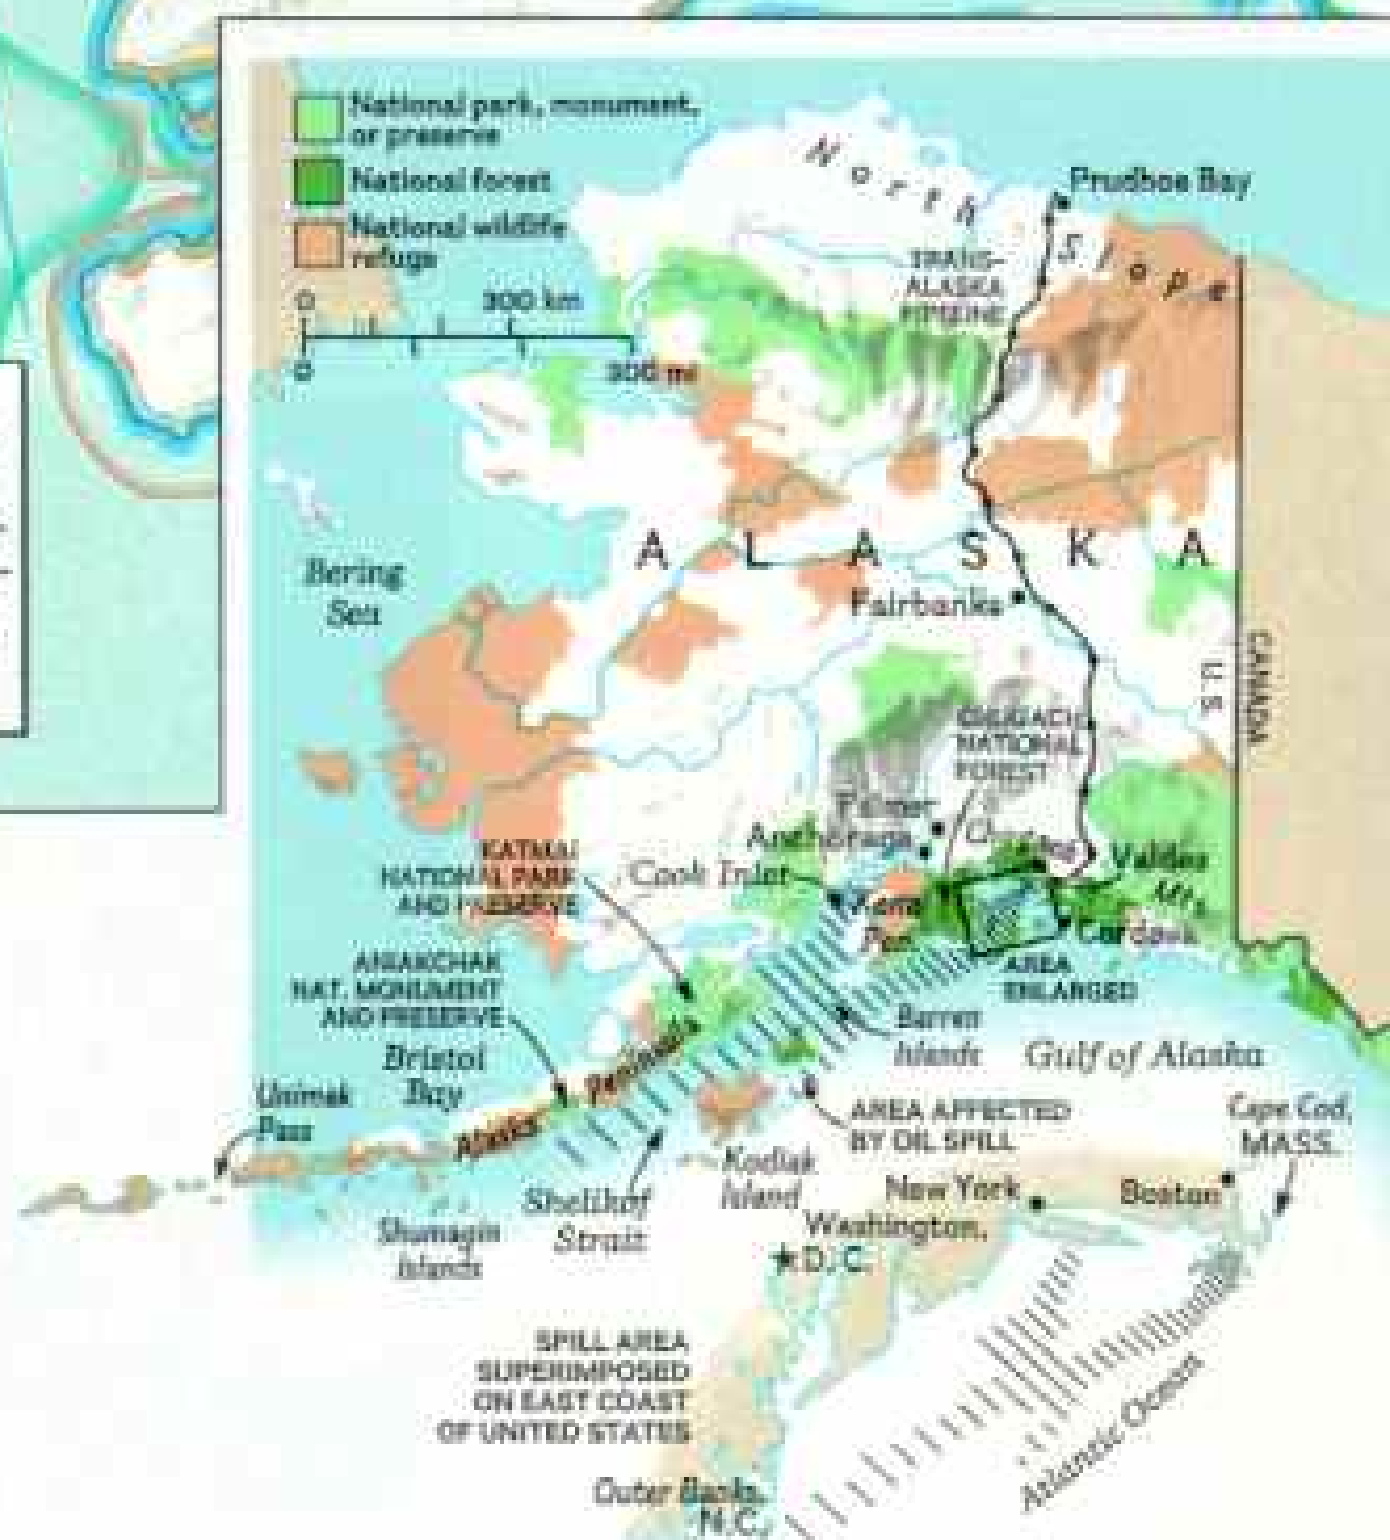 National park, monument,
or preserve
National forest
National wildlife
refuge
0
300 km
0
300 mi
North
Slope
Prudhoe Bay
TRANS-
ALASKA
PIPELINE
ALASKA
Bering
Sea
Fairbanks
CANADA
U.S.
CHUGACH
NATIONAL
FOREST
Palmer
Anchorage
Chugach
Mts.
Valdez
Cordova
Cook Inlet
Kenai
Pen.
KATMAI
NATIONAL PARK
AND PRESERVE
AREA
ENLARGED
ANIAKCHAK
NAT. MONUMENT
AND PRESERVE
Barren
Islands
Gulf of Alaska
Bristol
Bay
Alaska Peninsula
Unimak
Pass
AREA AFFECTED
BY OIL SPILL
Cape Cod,
MASS.
Kodiak
Island
Shelikof
Strait
Shumagin
Islands
New York
Boston
Washington,
D.C.
SPILL AREA
SUPERIMPOSED
ON EAST COAST
OF UNITED STATES
Atlantic Ocean
Outer Banks,
N.C.